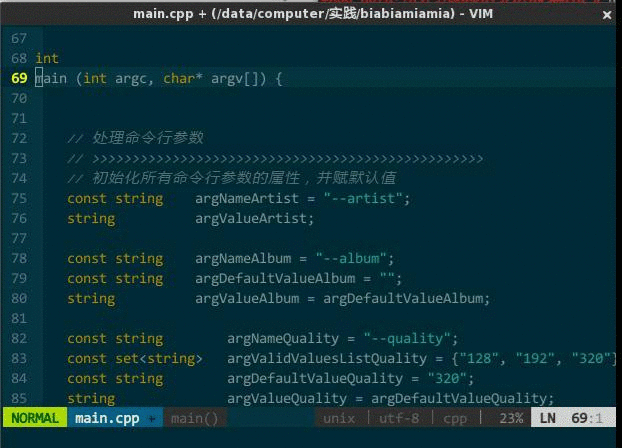 main.cpp + (/data/computer/实践/biabiamiamia) - VIM ×
67
68 int
69 main (int argc, char* argv[]) {
70
71
72 // 处理命令行参数
73 // >>>>>>>>>>>>>>>>>>>>>>>>>>>>>>>>>>>>>>>>>>>>>>>>>
74 // 初始化所有命令行参数的属性，并赋默认值
75 const string argNameArtist = "--artist";
76 string argValueArtist;
77
78 const string argNameAlbum = "--album";
79 const string argDefaultValueAlbum = "";
80 string argValueAlbum = argDefaultValueAlbum;
81
82 const string argNameQuality = "--quality";
83 const set<string> argValidValuesListQuality = {"128", "192", "320"}
84 const string argDefaultValueQuality = "320";
85 string argValueQuality = argDefaultValueQuality;
NORMAL main.cpp + main() unix | utf-8 | cpp | 23% LN 69:1